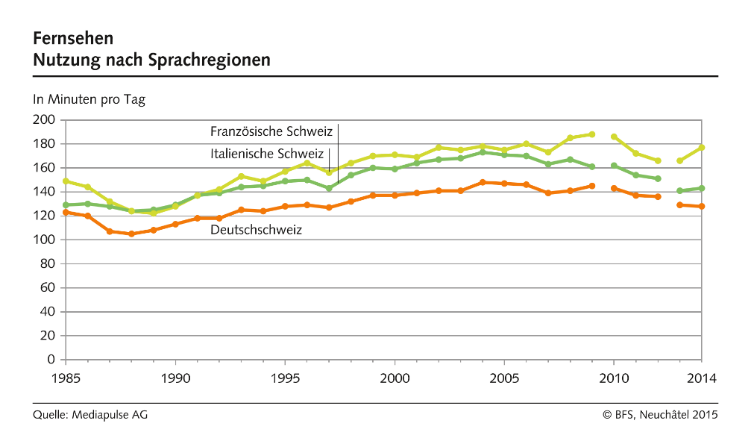 Fernsehen
Nutzung nach Sprachregionen
In Minuten pro Tag
200
180
160
140
120
100
80
60
40
20
0
Französische Schweiz
Italienische Schweiz
Deutschschweiz
1985 1990 1995 2000 2005 2010 2014
Quelle: Mediapulse AG © BFS, Neuchâtel 2015